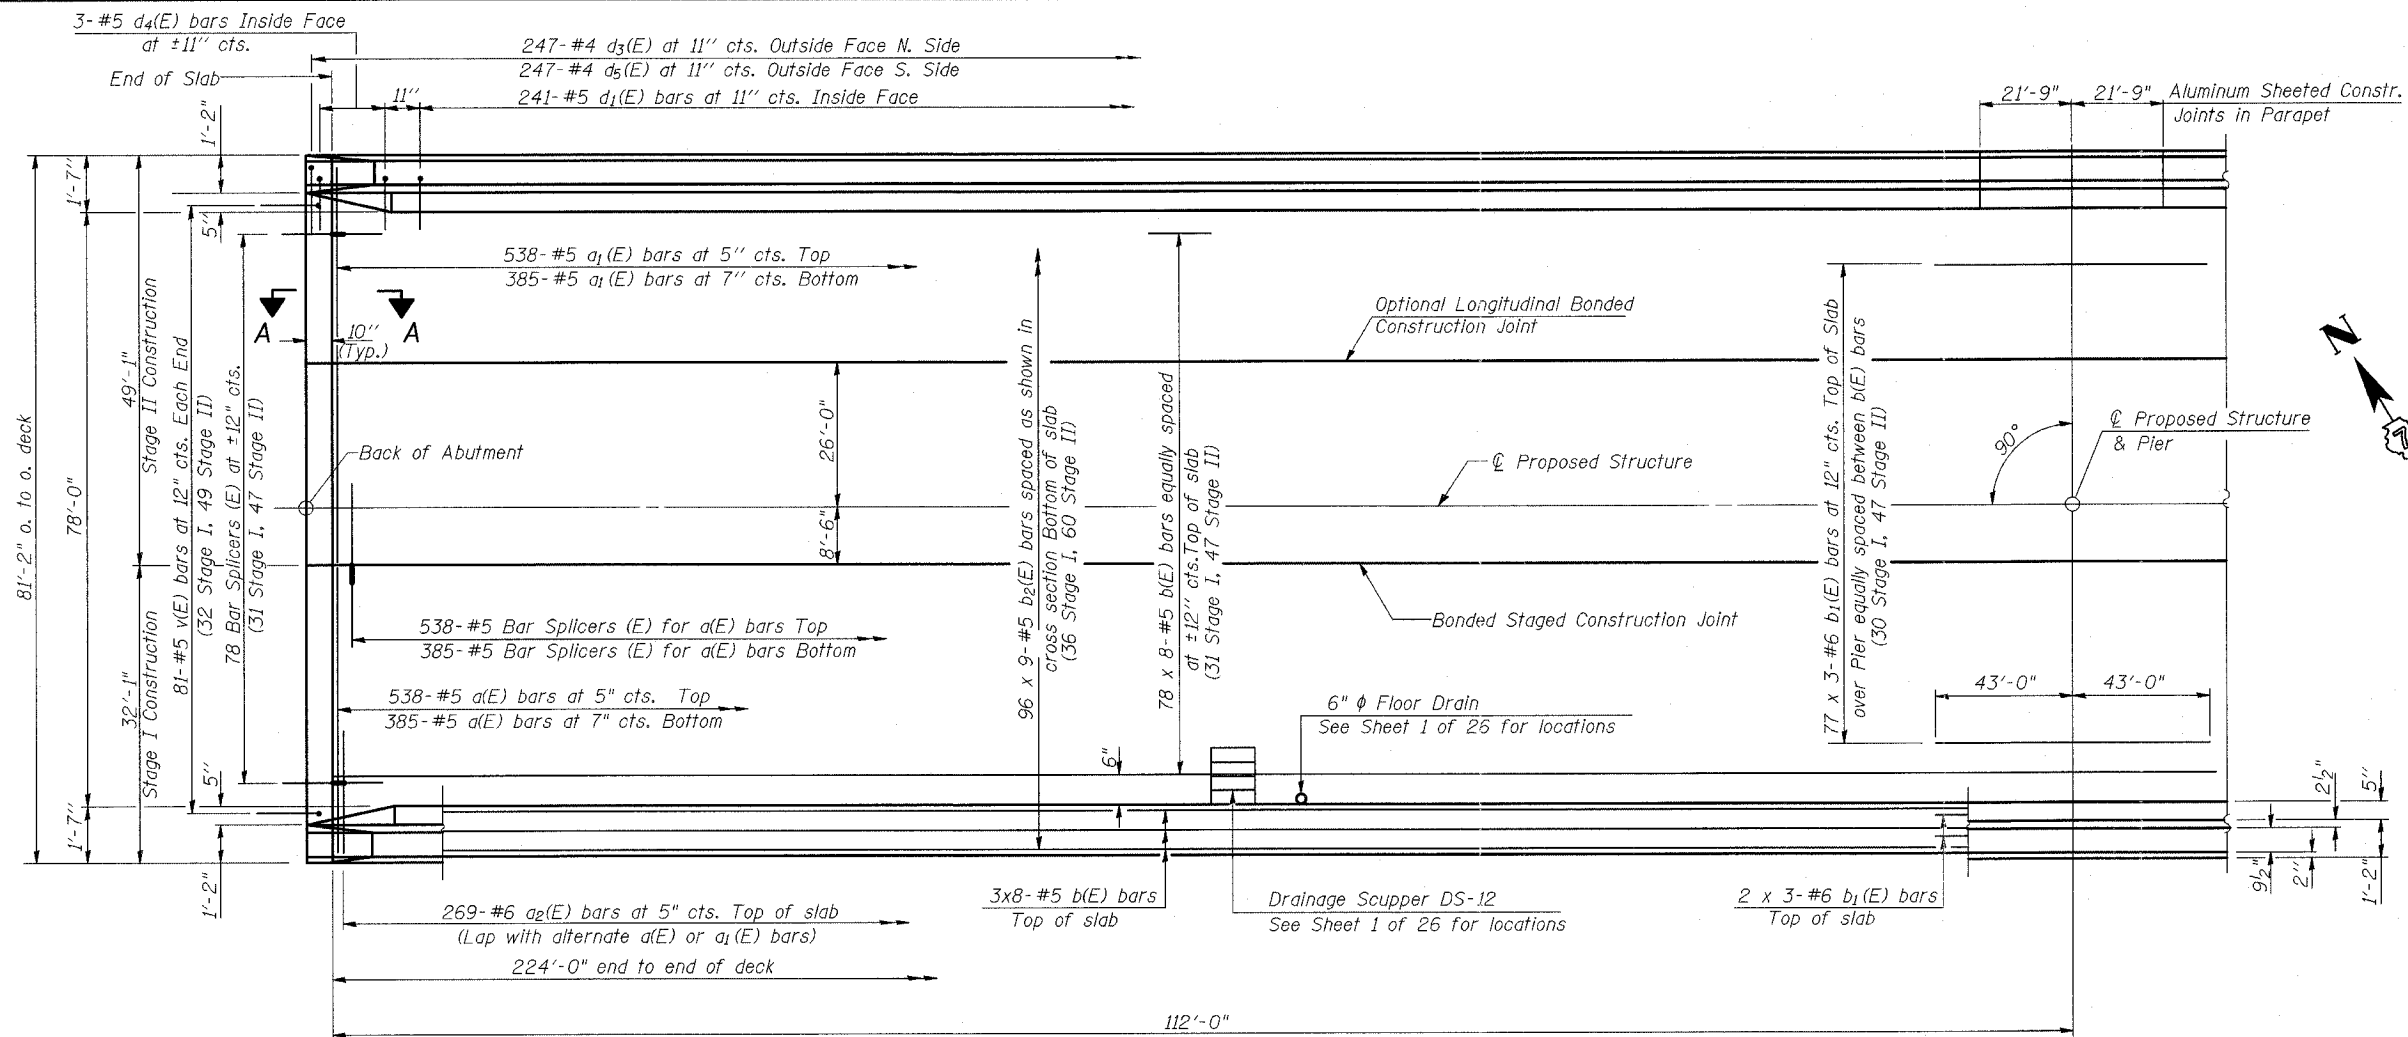 3-#5 d4(E) bars Inside Face
at ±11" cts.
End of Slab
247-#4 d3(E) at 11" cts. Outside Face N. Side
247-#4 d5(E) at 11" cts. Outside Face S. Side
11"
241-#5 d1(E) bars at 11" cts. Inside Face
21'-9"
21'-9"
Aluminum Sheeted Constr.
Joints in Parapet
1'-2"
1'-7"
5"
538-#5 a1(E) bars at 5" cts. Top
385-#5 a1(E) bars at 7" cts. Bottom
A
A
10"
(Typ.)
Optional Longitudinal Bonded
Construction Joint
81'-2" o. to o. deck
78'-0"
49'-1"
Stage II Construction
32'-1"
Stage I Construction
81-#5 v(E) bars at 12" cts. Each End
(32 Stage I, 49 Stage II)
78 Bar Splicers (E) at ±12" cts.
(31 Stage I, 47 Stage II)
Back of Abutment
26'-0"
8'-6"
96 x 9-#5 b2(E) bars spaced as shown in
cross section Bottom of slab
(36 Stage I, 60 Stage II)
78 x 8-#5 b(E) bars equally spaced
at ±12" cts.Top of slab
(31 Stage I, 47 Stage II)
℄ Proposed Structure
77 x 3-#6 b1(E) bars at 12" cts. Top of Slab
over Pier equally spaced between b(E) bars
(30 Stage I, 47 Stage II)
90°
℄ Proposed Structure
& Pier
N
538-#5 Bar Splicers (E) for a(E) bars Top
385-#5 Bar Splicers (E) for a(E) bars Bottom
Bonded Staged Construction Joint
538-#5 a(E) bars at 5" cts. Top
385-#5 a(E) bars at 7" cts. Bottom
6" ϕ Floor Drain
See Sheet 1 of 26 for locations
43'-0"
43'-0"
6"
5"
1'-7"
1'-2"
2½"
5"
9½"
2"
1'-2"
269-#6 a2(E) bars at 5" cts. Top of slab
(Lap with alternate a(E) or a1(E) bars)
3x8-#5 b(E) bars
Top of slab
Drainage Scupper DS-12
See Sheet 1 of 26 for locations
2 x 3-#6 b1(E) bars
Top of slab
224'-0" end to end of deck
112'-0"